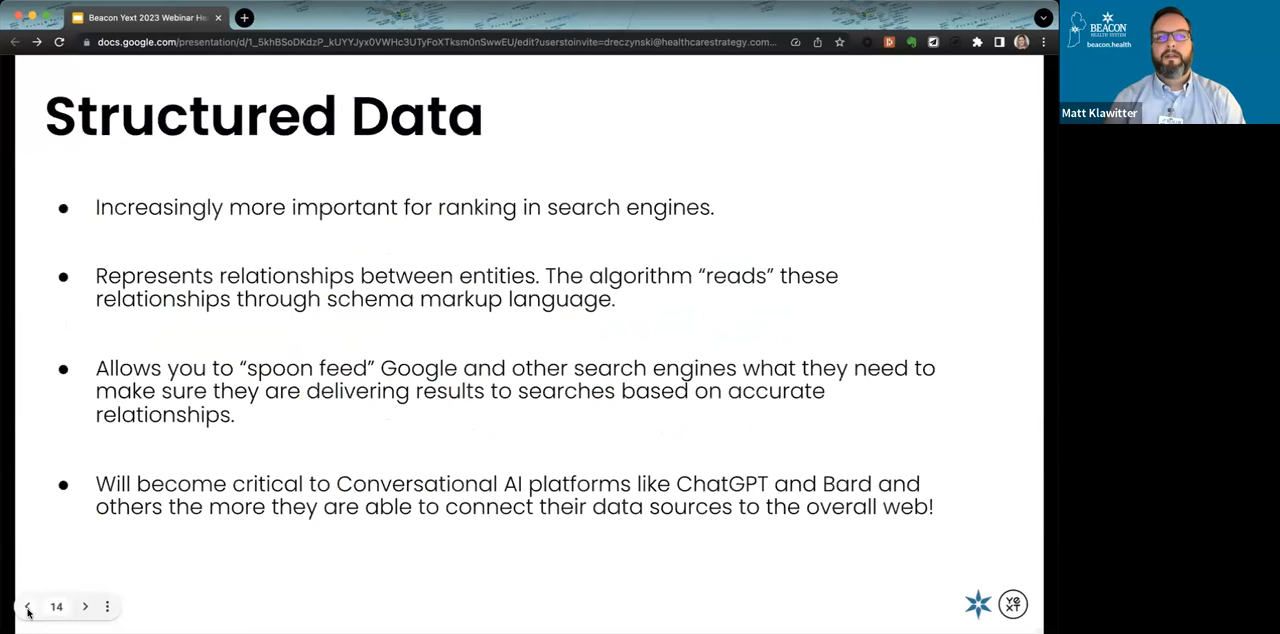 Beacon Yext 2023 Webinar He
docs.google.com/presentation/d/1_5khBSoDKdzP_kUYYJyx0VWHc3UTyFoXTksm0nSwwEU/edit?userstoinvite=dreczynski@healthcarestrategy.com...
BEACON
HEALTH SYSTEM
beacon.health
Matt Klawitter
Structured Data
● Increasingly more important for ranking in search engines.
● Represents relationships between entities. The algorithm “reads” these
relationships through schema markup language.
● Allows you to “spoon feed” Google and other search engines what they need to
make sure they are delivering results to searches based on accurate
relationships.
● Will become critical to Conversational AI platforms like ChatGPT and Bard and
others the more they are able to connect their data sources to the overall web!
14
yext